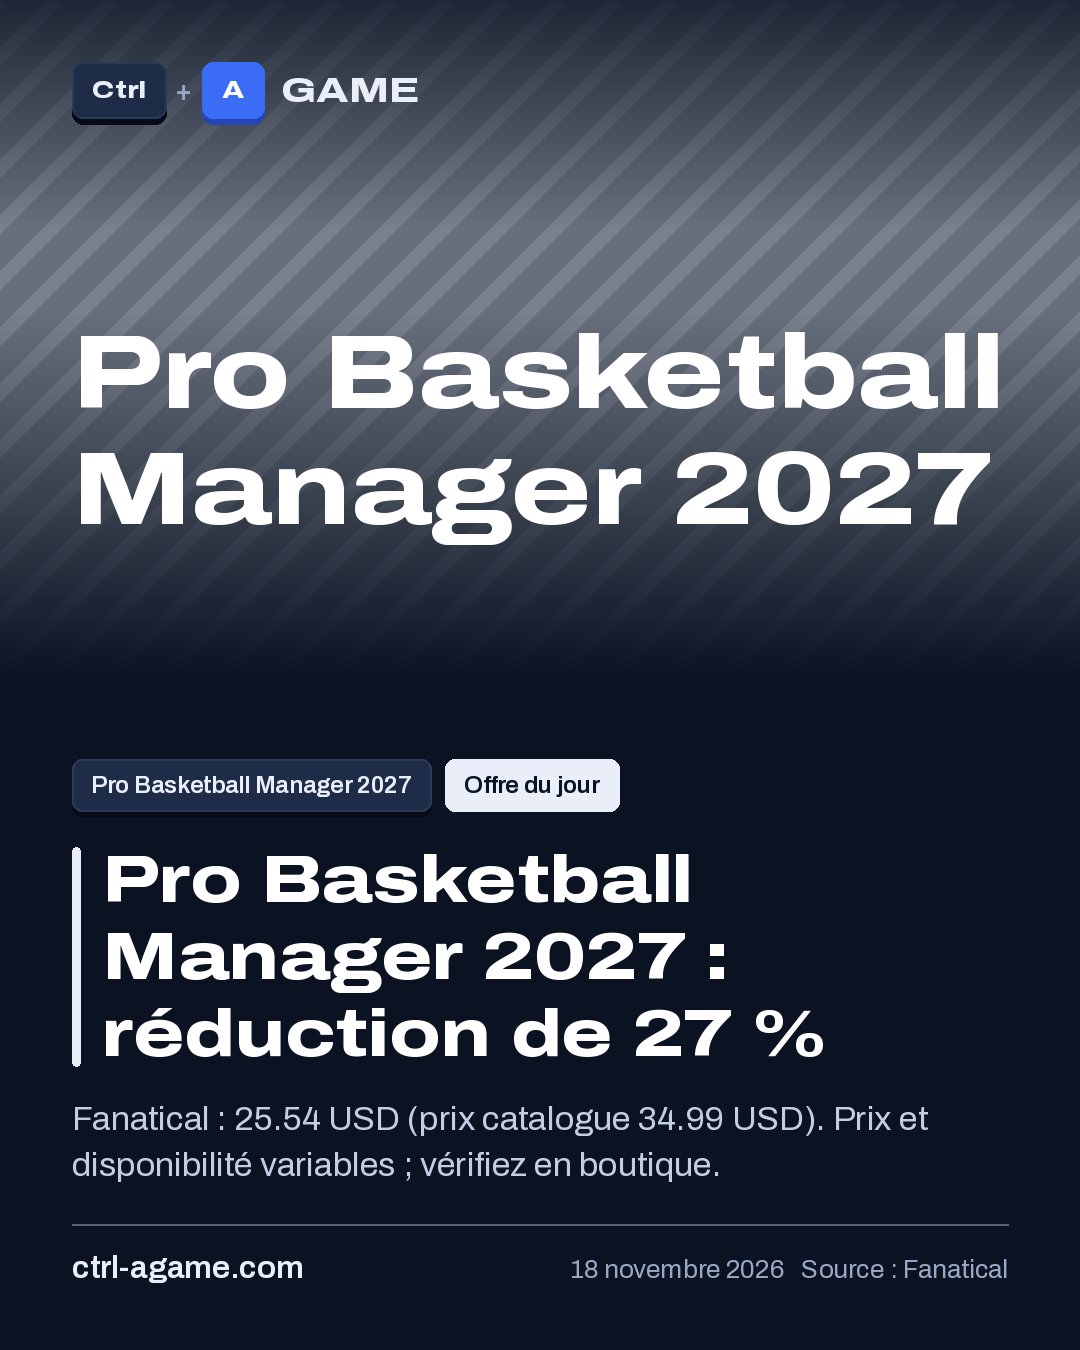 Ctrl + A GAME
Pro Basketball
Manager 2027
Pro Basketball Manager 2027
Offre du jour
Pro Basketball
Manager 2027 :
réduction de 27 %
Fanatical : 25.54 USD (prix catalogue 34.99 USD). Prix et
disponibilité variables ; vérifiez en boutique.
ctrl-agame.com
18 novembre 2026 Source : Fanatical